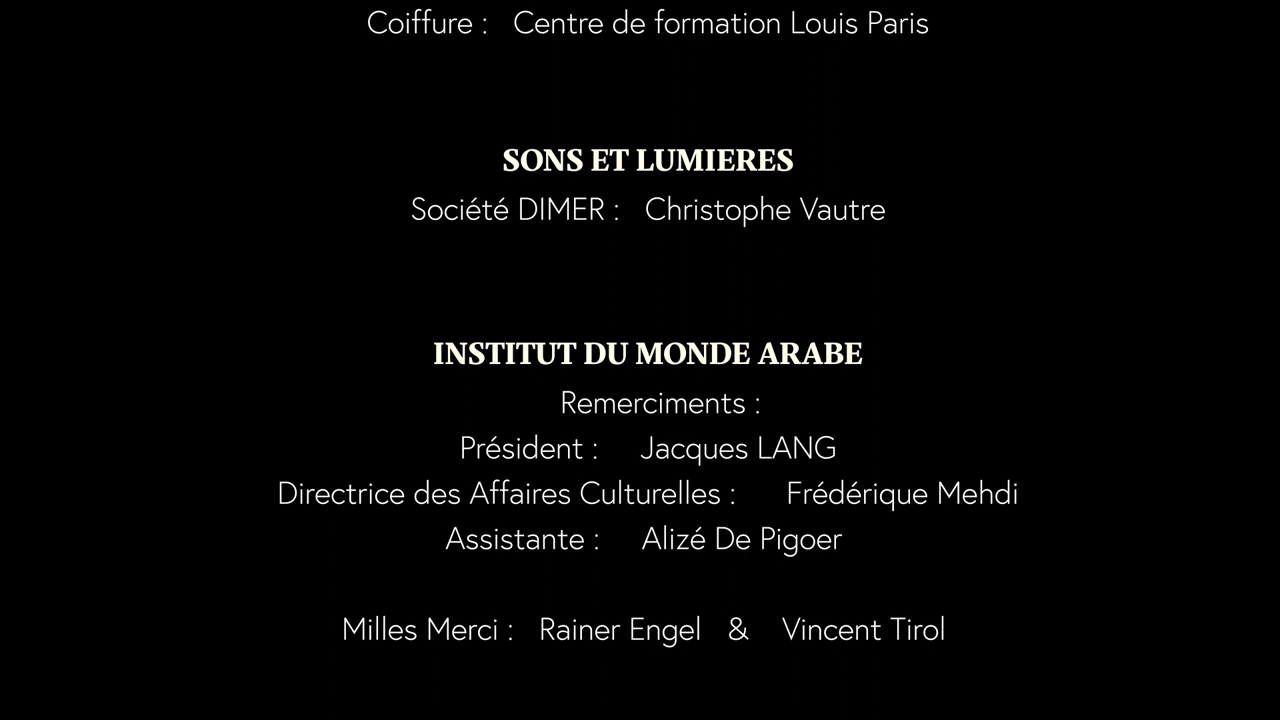 Coiffure : Centre de formation Louis Paris
SONS ET LUMIERES
Société DIMER : Christophe Vautre
INSTITUT DU MONDE ARABE
Remerciments :
Président : Jacques LANG
Directrice des Affaires Culturelles : Frédérique Mehdi
Assistante : Alizé De Pigoer
Milles Merci : Rainer Engel & Vincent Tirol